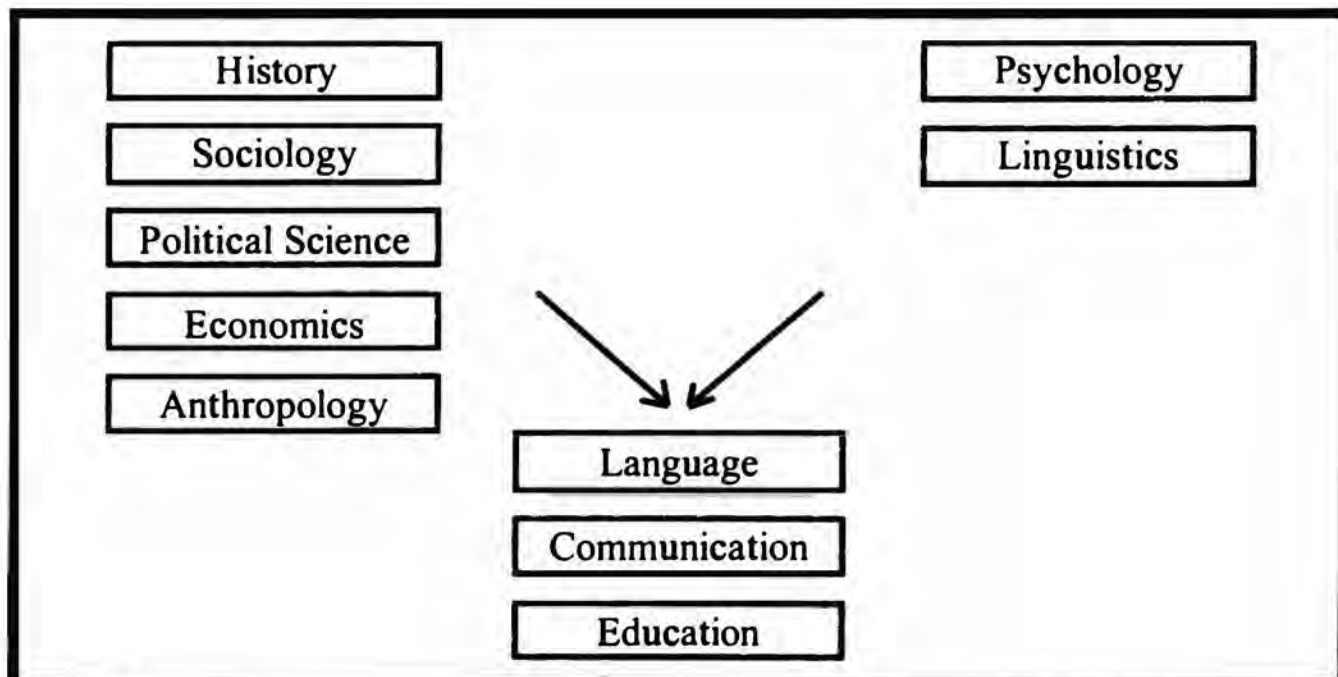 History
Sociology
Political Science
Economics
Anthropology
Psychology
Linguistics
Language
Communication
Education